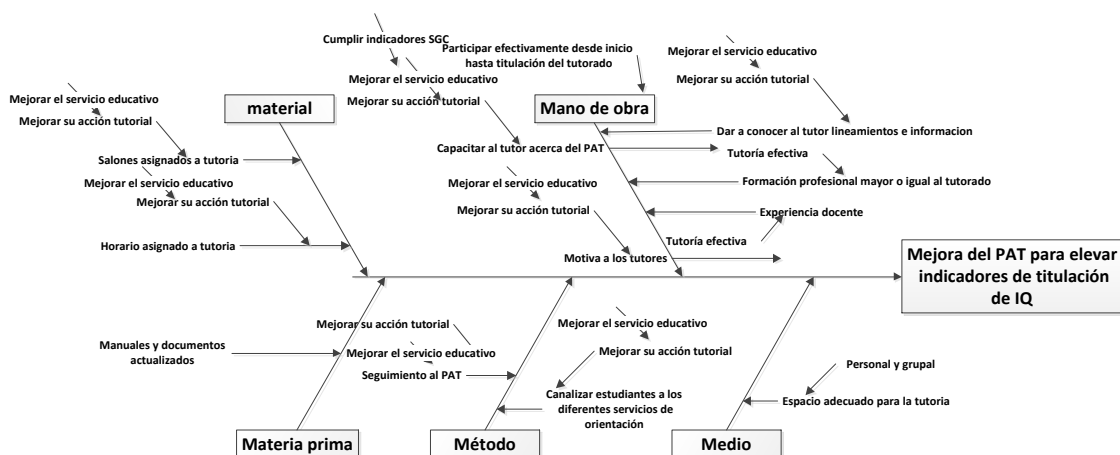 Cumplir indicadores SGC
Participar efectivamente desde inicio
hasta titulación del tutorado
Mejorar el servicio educativo
Mejorar su acción tutorial
Mejorar el servicio educativo
Mejorar su acción tutorial
Mejorar el servicio educativo
Mejorar su acción tutorial
material
Mano de obra
Dar a conocer al tutor lineamientos e informacion
Capacitar al tutor acerca del PAT
Tutoría efectiva
Salones asignados a tutoria
Mejorar el servicio educativo
Mejorar su acción tutorial
Mejorar el servicio educativo
Mejorar su acción tutorial
Formación profesional mayor o igual al tutorado
Experiencia docente
Horario asignado a tutoria
Tutoría efectiva
Motiva a los tutores
Mejora del PAT para elevar
indicadores de titulación
de IQ
Manuales y documentos
actualizados
Mejorar su acción tutorial
Mejorar el servicio educativo
Seguimiento al PAT
Mejorar el servicio educativo
Mejorar su acción tutorial
Canalizar estudiantes a los
diferentes servicios de
orientación
Personal y grupal
Espacio adecuado para la tutoria
Materia prima
Método
Medio